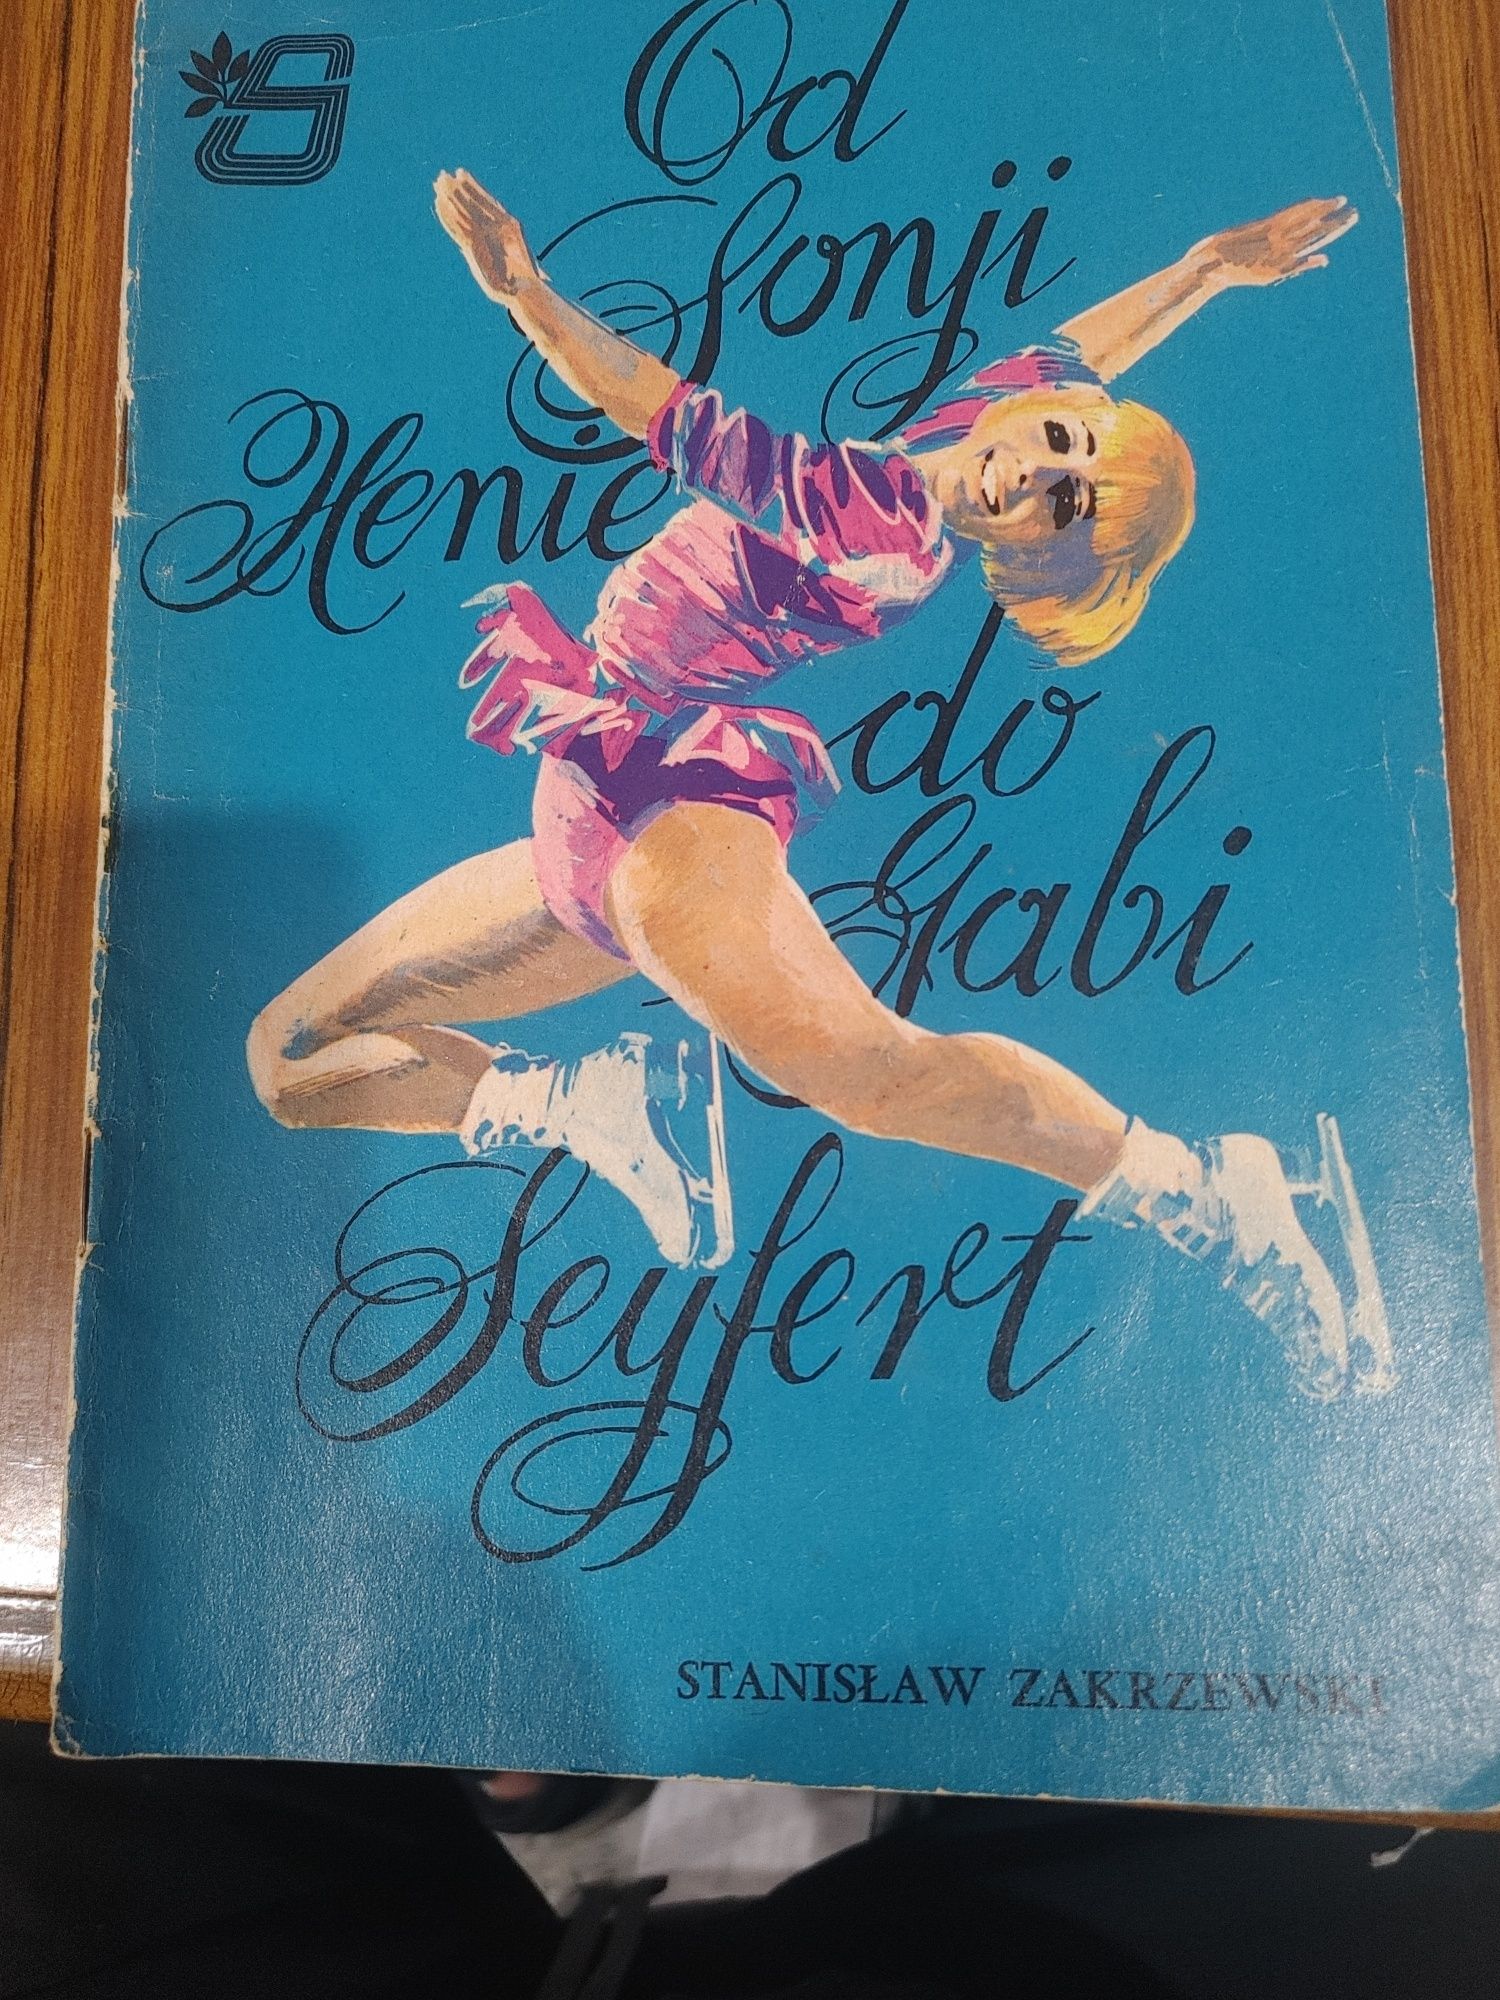 S
Od
Sonji
Henie
do
Gabi
Seyfert
STANISŁAW ZAKRZEWSKI